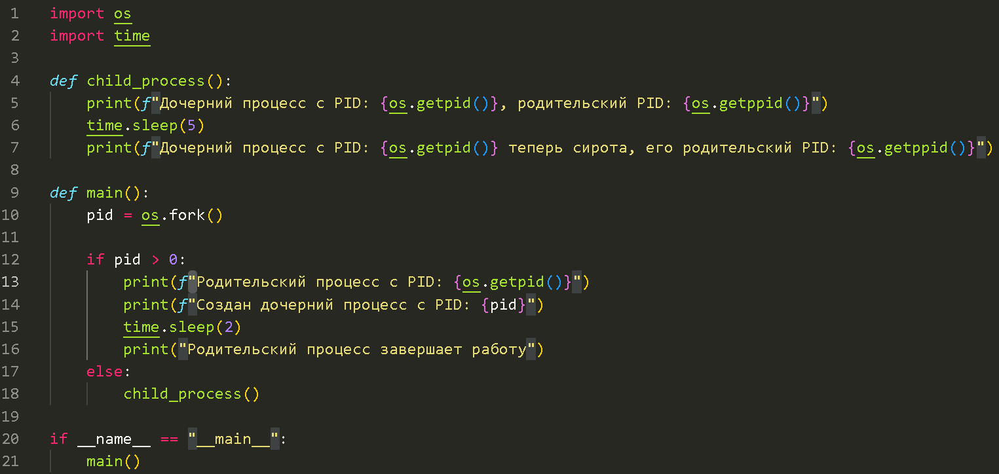 1 import os
2 import time
3
4 def child_process():
5     print(f"Дочерний процесс с PID: {os.getpid()}, родительский PID: {os.getppid()}")
6     time.sleep(5)
7     print(f"Дочерний процесс с PID: {os.getpid()} теперь сирота, его родительский PID: {os.getppid()}")
8
9 def main():
10     pid = os.fork()
11
12     if pid > 0:
13         print(f"Родительский процесс с PID: {os.getpid()}")
14         print(f"Создан дочерний процесс с PID: {pid}")
15         time.sleep(2)
16         print("Родительский процесс завершает работу")
17     else:
18         child_process()
19
20 if __name__ == "__main__":
21     main()